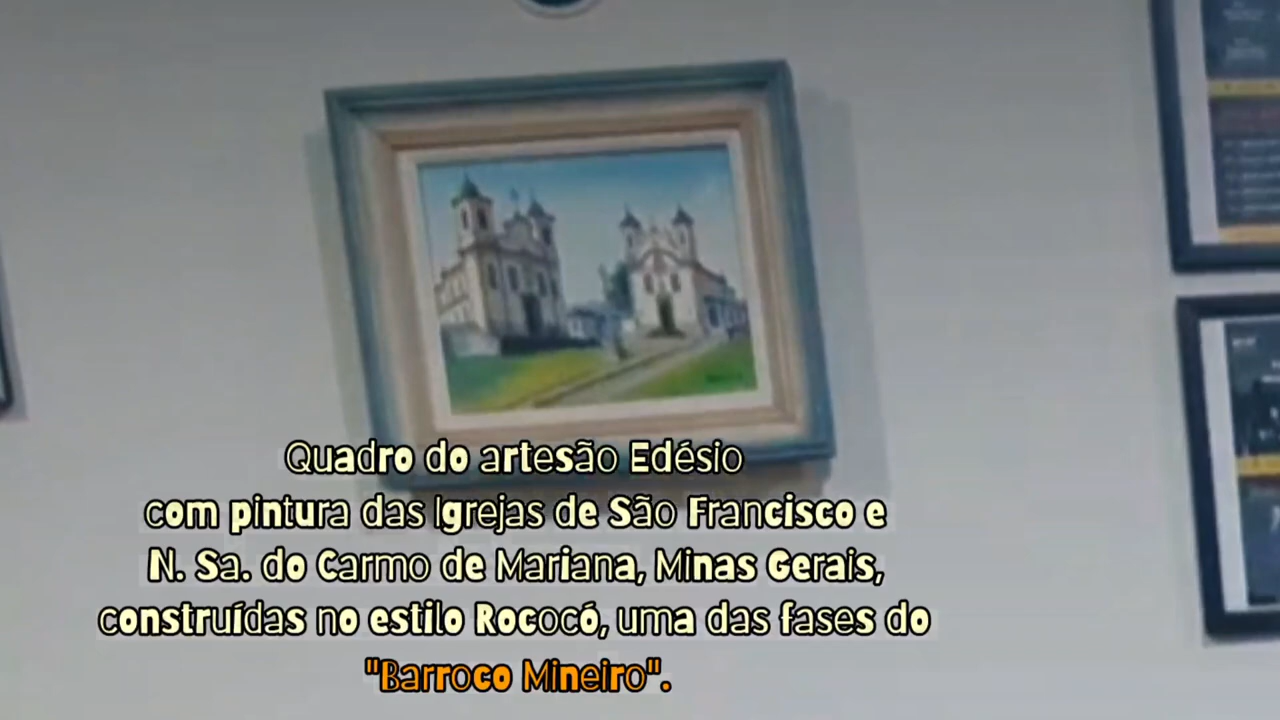 Quadro do artesão Edésio
com pintura das Igrejas de São Francisco e
N. Sa. do Carmo de Mariana, Minas Gerais,
construídas no estilo Rococó, uma das fases do
"Barroco Mineiro".